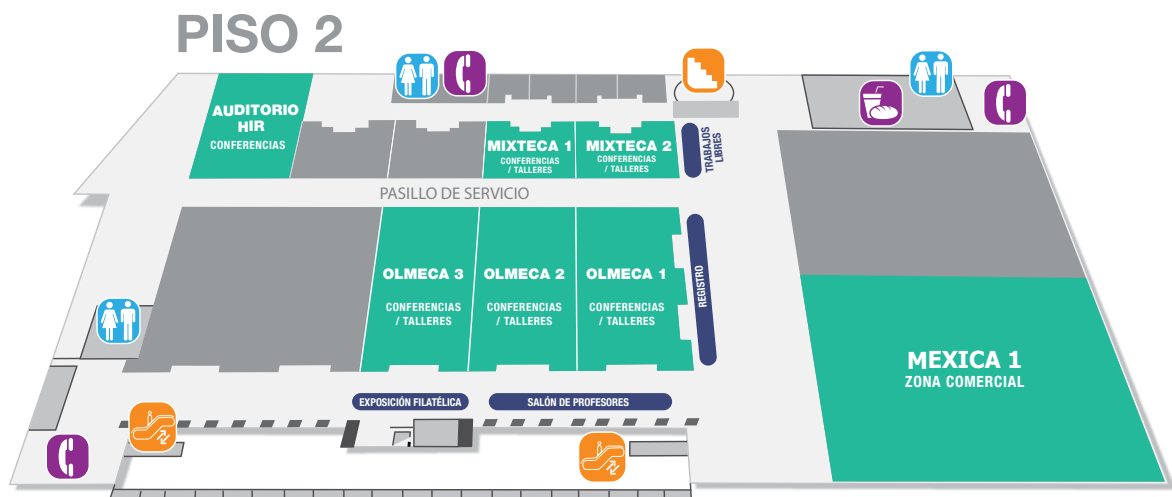 PISO 2
AUDITORIO
HIR
CONFERENCIAS
MIXTECA 1
CONFERENCIAS
/ TALLERES
MIXTECA 2
CONFERENCIAS
/ TALLERES
TRABAJOS
LIBRES
PASILLO DE SERVICIO
OLMECA 3
CONFERENCIAS
/ TALLERES
OLMECA 2
CONFERENCIAS
/ TALLERES
OLMECA 1
CONFERENCIAS
/ TALLERES
REGISTRO
MEXICA 1
ZONA COMERCIAL
EXPOSICIÓN FILATÉLICA
SALÓN DE PROFESORES